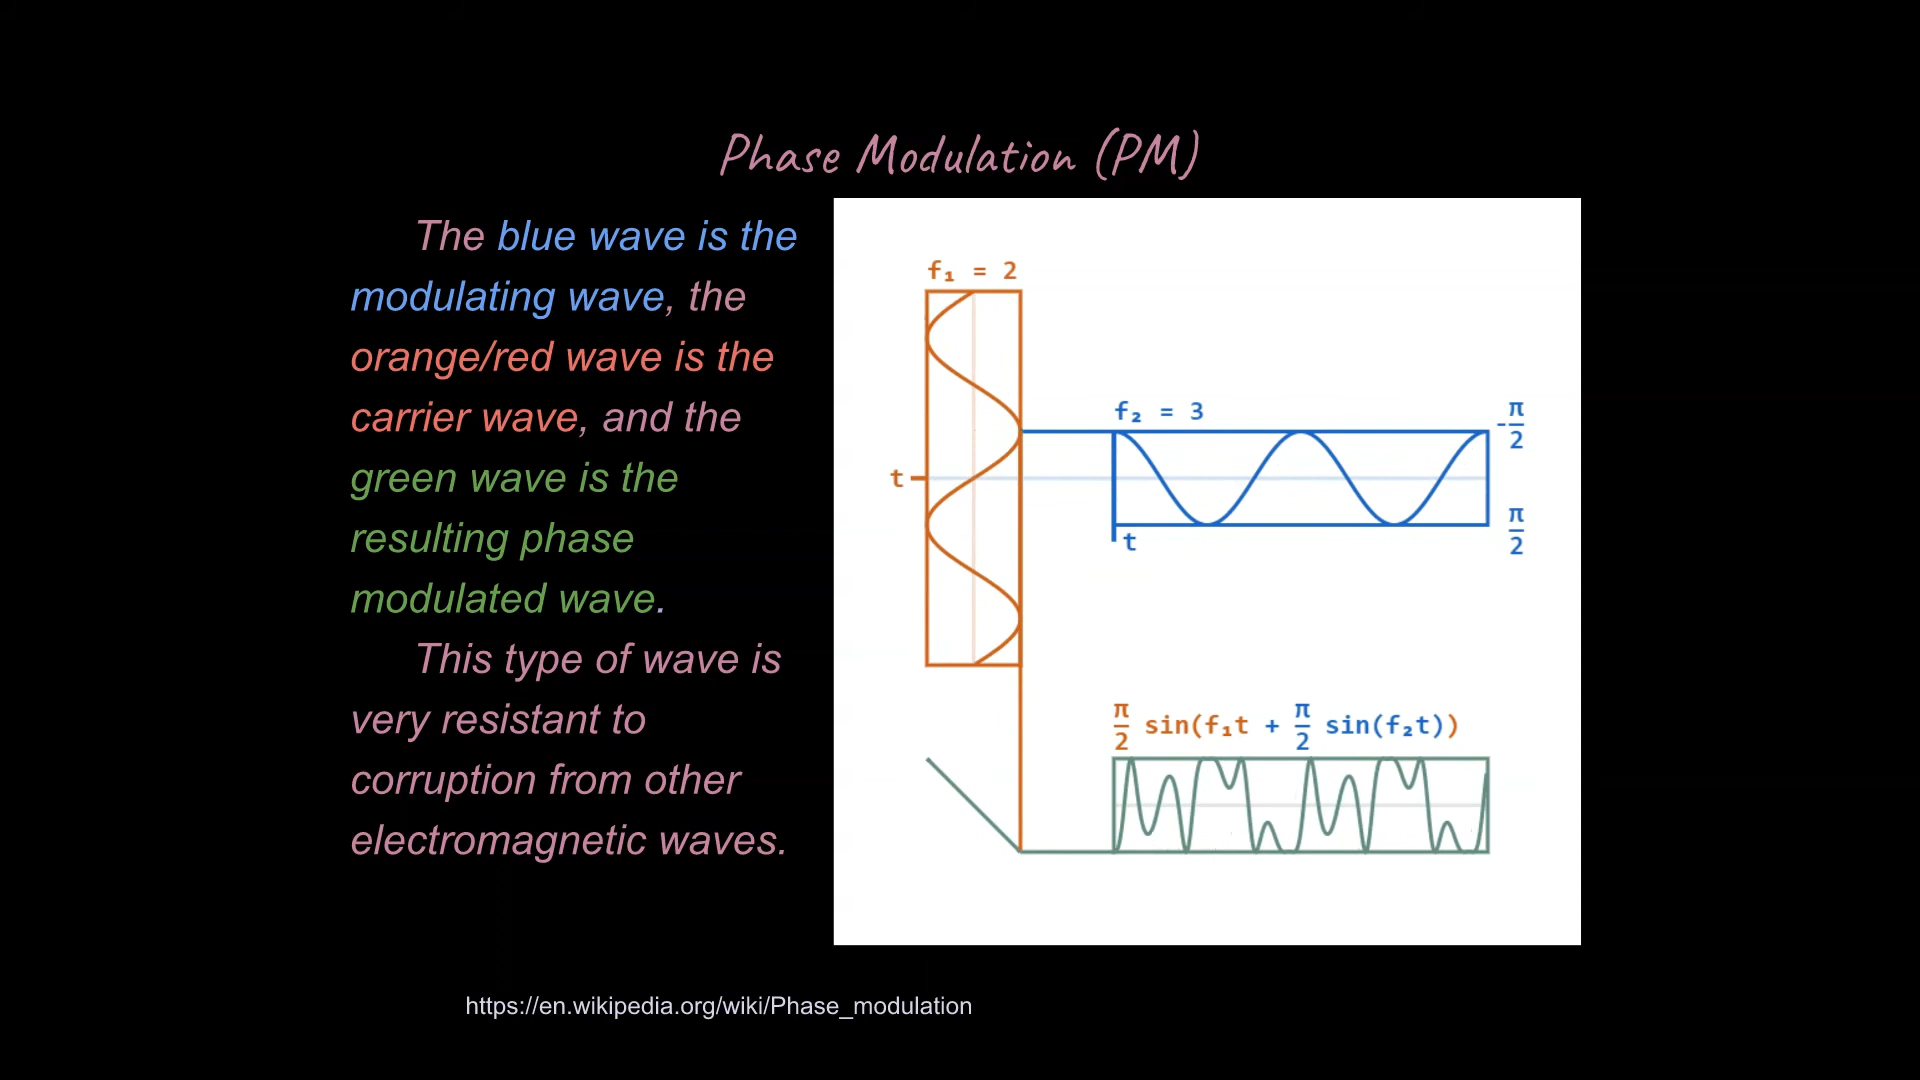 Phase Modulation (PM)
The blue wave is the
modulating wave, the
orange/red wave is the
carrier wave, and the
green wave is the
resulting phase
modulated wave.
This type of wave is
very resistant to
corruption from other
electromagnetic waves.
f₁ = 2
t
f₂ = 3
-π/2
π/2
t
π/2 sin(f₁t + π/2 sin(f₂t))
https://en.wikipedia.org/wiki/Phase_modulation